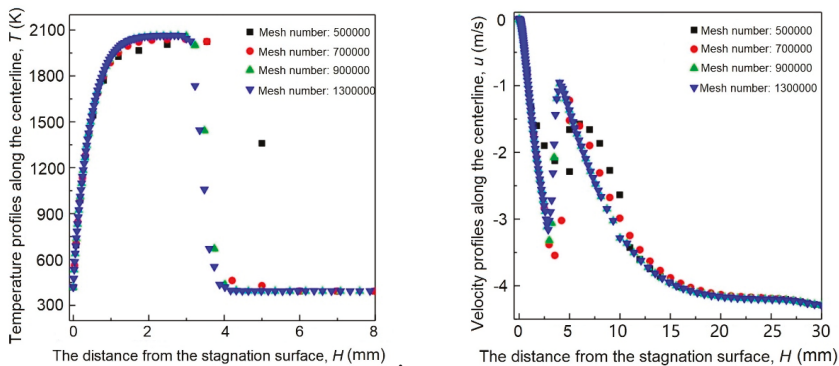 Temperature profiles along the centerline, T (K)
2100
1800
1500
1200
900
600
300
Mesh number: 500000
Mesh number: 700000
Mesh number: 900000
Mesh number: 1300000
0 2 4 6 8
The distance from the stagnation surface, H (mm)
Velocity profiles along the centerline, u (m/s)
0
-1
-2
-3
-4
Mesh number: 500000
Mesh number: 700000
Mesh number: 900000
Mesh number: 1300000
0 5 10 15 20 25 30
The distance from the stagnation surface, H (mm)